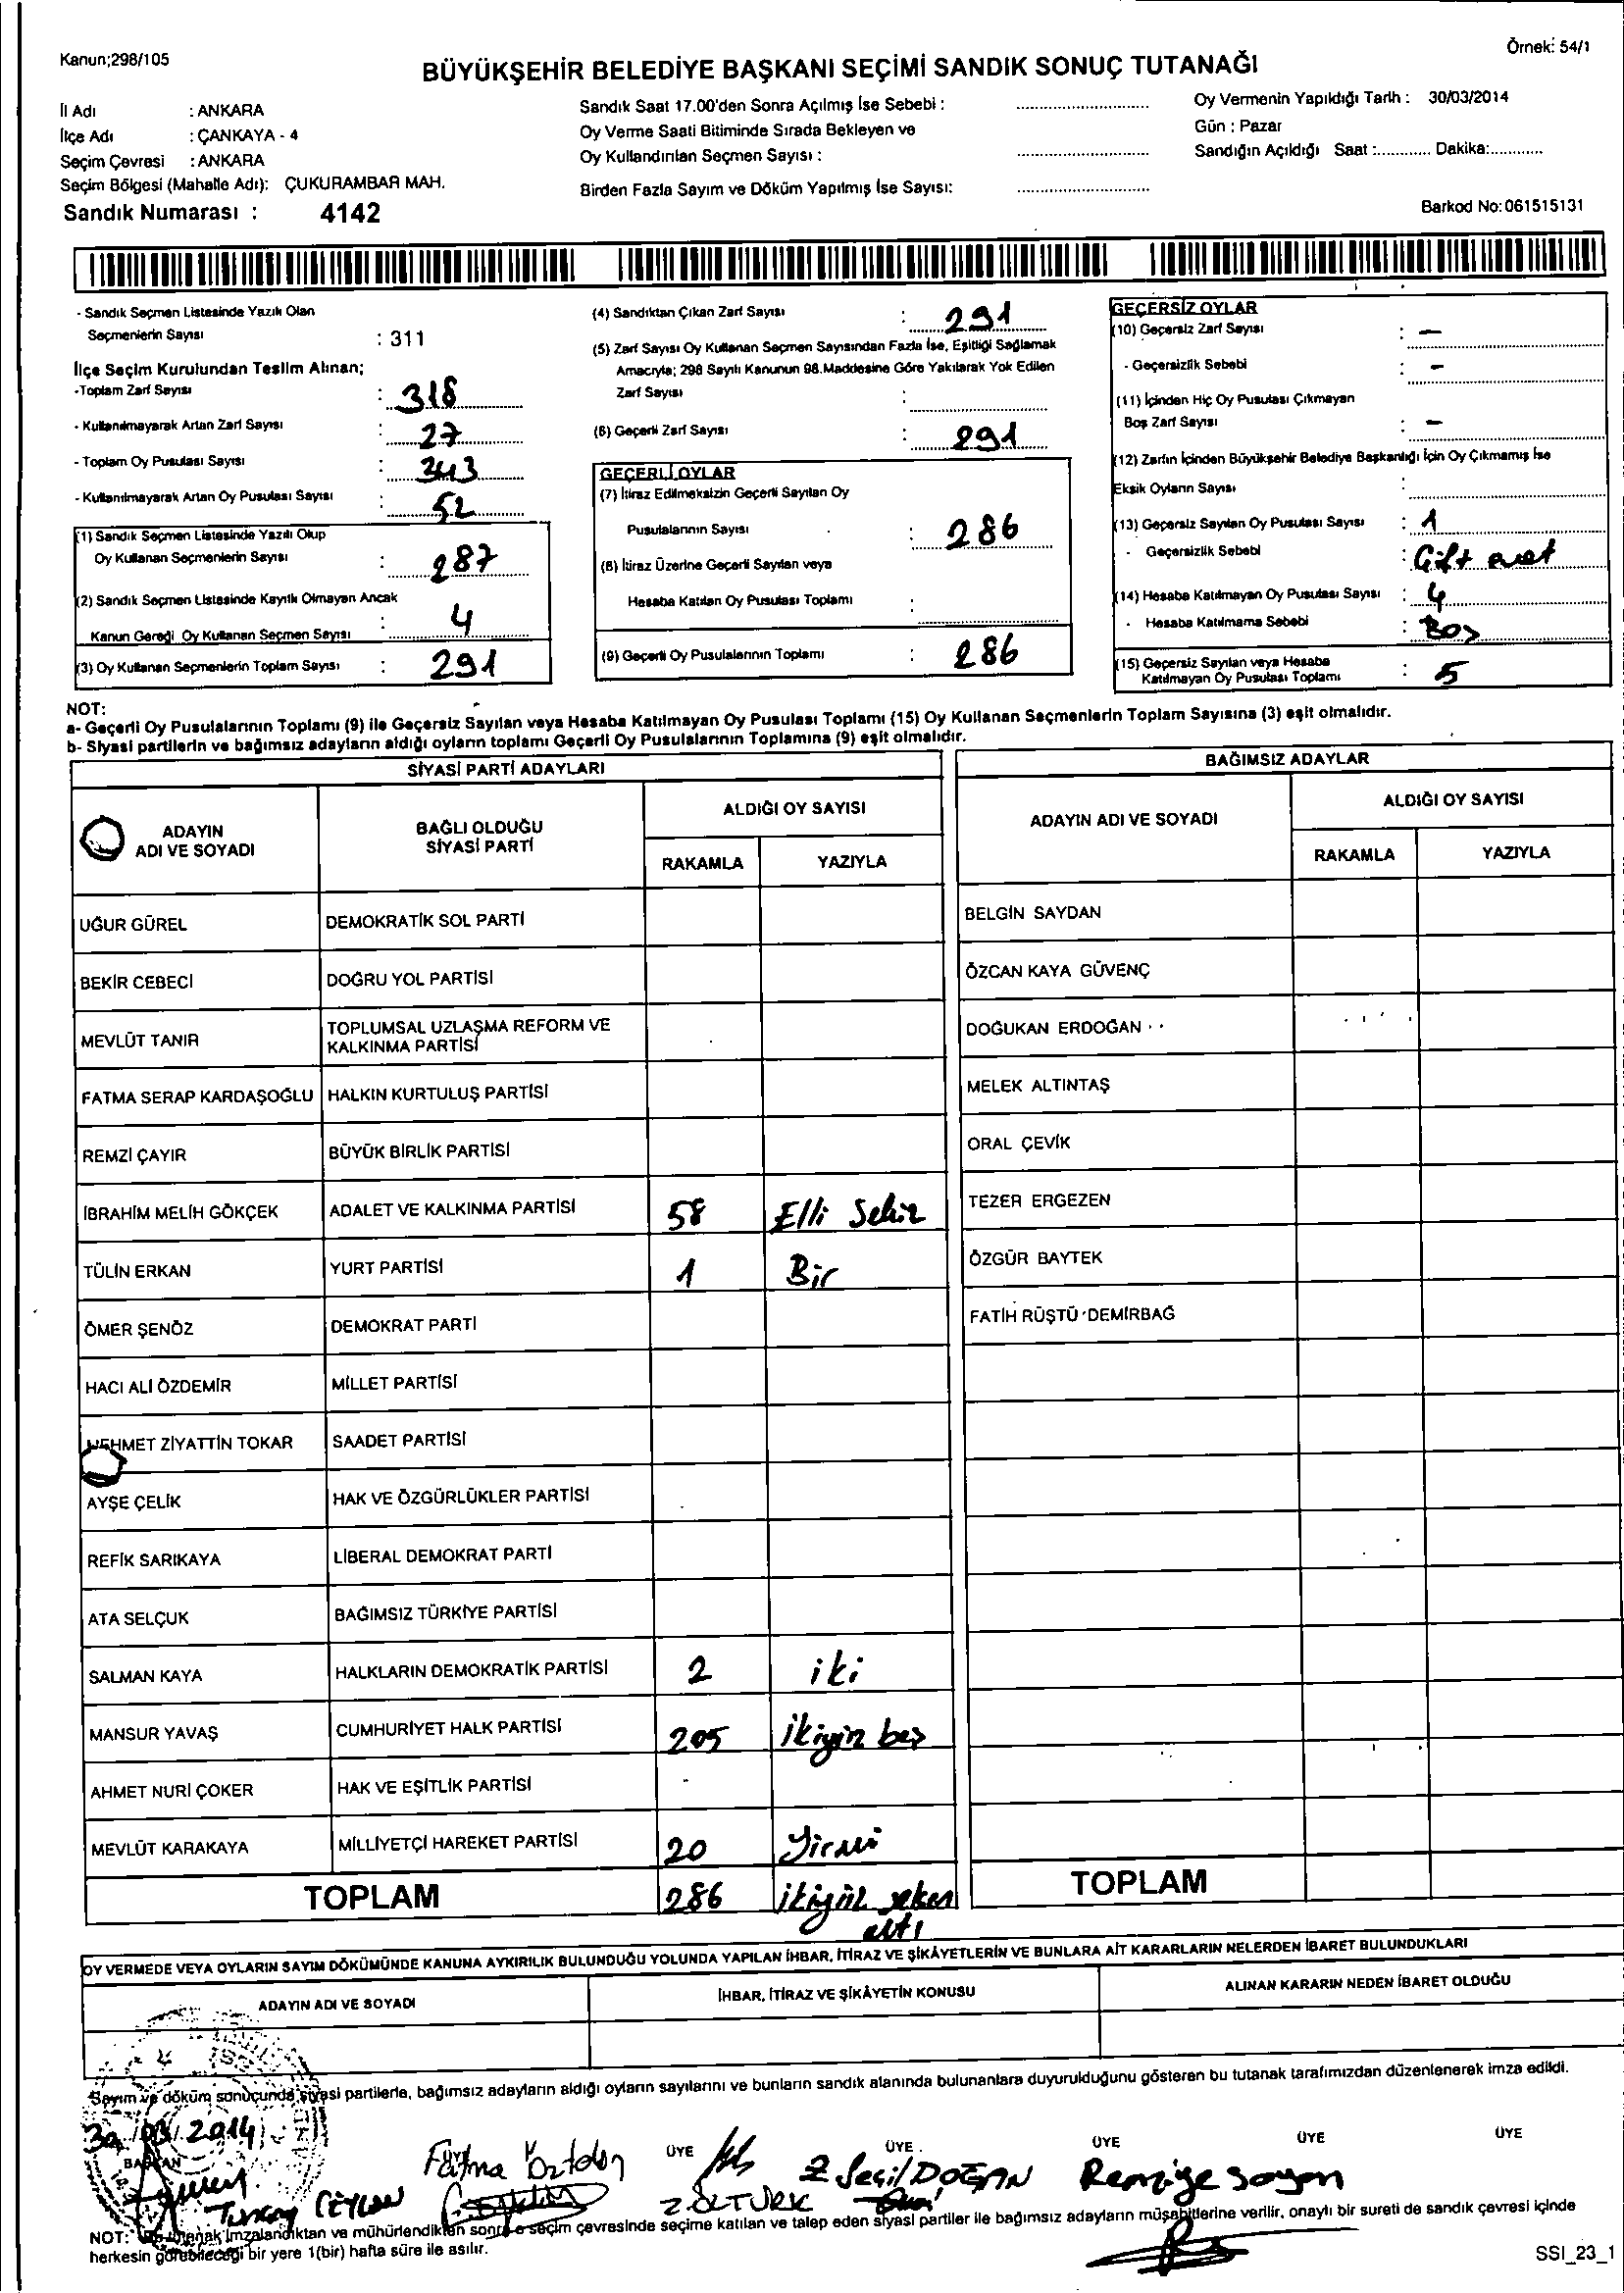 Kanun;298/105
Örnek: 54/1
BÜYÜKŞEHİR BELEDİYE BAŞKANI SEÇİMİ SANDIK SONUÇ TUTANAĞI
İl Adı : ANKARA
İlçe Adı : ÇANKAYA - 4
Seçim Çevresi : ANKARA
Seçim Bölgesi (Mahalle Adı): ÇUKURAMBAR MAH.
Sandık Numarası : 4142
Sandık Saat 17.00'den Sonra Açılmış İse Sebebi :
Oy Verme Saati Bitiminde Sırada Bekleyen ve
Oy Kullandırılan Seçmen Sayısı :
Birden Fazla Sayım ve Döküm Yapılmış İse Sayısı:
Oy Vermenin Yapıldığı Tarih : 30/03/2014
Gün : Pazar
Sandığın Açıldığı Saat :............ Dakika:............
Barkod No:061515131
- Sandık Seçmen Listesinde Yazılı Olan
Seçmenlerin Sayısı : 311
İlçe Seçim Kurulundan Teslim Alınan;
-Toplam Zarf Sayısı : 318
- Kullanılmayarak Artan Zarf Sayısı : 27
- Toplam Oy Pusulası Sayısı : 343
- Kullanılmayarak Artan Oy Pusulası Sayısı : 52
(1) Sandık Seçmen Listesinde Yazılı Olup
Oy Kullanan Seçmenlerin Sayısı : 287
(2) Sandık Seçmen Listesinde Kayıtlı Olmayan Ancak
Kanun Gereği Oy Kullanan Seçmen Sayısı : 4
(3) Oy Kullanan Seçmenlerin Toplam Sayısı : 291
(4) Sandıktan Çıkan Zarf Sayısı : 291
(5) Zarf Sayısı Oy Kullanan Seçmen Sayısından Fazla İse, Eşitliği Sağlamak
Amacıyla; 298 Sayılı Kanunun 98.Maddesine Göre Yakılarak Yok Edilen
Zarf Sayısı :
(6) Geçerli Zarf Sayısı : 291
GEÇERLİ OYLAR
(7) İtiraz Edilmeksizin Geçerli Sayılan Oy
Pusulalarının Sayısı : 286
(8) İtiraz Üzerine Geçerli Sayılan veya
Hesaba Katılan Oy Pusulası Toplamı :
(9) Geçerli Oy Pusulalarının Toplamı : 286
GEÇERSİZ OYLAR
(10) Geçersiz Zarf Sayısı : -
- Geçersizlik Sebebi : -
(11) İçinden Hiç Oy Pusulası Çıkmayan
Boş Zarf Sayısı : -
(12) Zarfın İçinden Büyükşehir Belediye Başkanlığı İçin Oy Çıkmamış İse
Eksik Oyların Sayısı :
(13) Geçersiz Sayılan Oy Pusulası Sayısı : 1
- Geçersizlik Sebebi : Çift evet
(14) Hesaba Katılmayan Oy Pusulası Sayısı : 4
- Hesaba Katılmama Sebebi : Boş
(15) Geçersiz Sayılan veya Hesaba
Katılmayan Oy Pusulası Toplamı : 5
NOT:
a- Geçerli Oy Pusulalarının Toplamı (9) ile Geçersiz Sayılan veya Hesaba Katılmayan Oy Pusulası Toplamı (15) Oy Kullanan Seçmenlerin Toplam Sayısına (3) eşit olmalıdır.
b- Siyasi partilerin ve bağımsız adayların aldığı oyların toplamı Geçerli Oy Pusulalarının Toplamına (9) eşit olmalıdır.
SİYASİ PARTİ ADAYLARI
ADAYIN
ADI VE SOYADI
BAĞLI OLDUĞU
SİYASİ PARTİ
ALDIĞI OY SAYISI
RAKAMLA YAZIYLA
UĞUR GÜREL DEMOKRATİK SOL PARTİ
BEKİR CEBECİ DOĞRU YOL PARTİSİ
MEVLÜT TANIR TOPLUMSAL UZLAŞMA REFORM VE
KALKINMA PARTİSİ
FATMA SERAP KARDAŞOĞLU HALKIN KURTULUŞ PARTİSİ
REMZİ ÇAYIR BÜYÜK BİRLİK PARTİSİ
İBRAHİM MELİH GÖKÇEK ADALET VE KALKINMA PARTİSİ 58 Elli Sekiz
TÜLİN ERKAN YURT PARTİSİ 1 Bir
ÖMER ŞENÖZ DEMOKRAT PARTİ
HACI ALİ ÖZDEMİR MİLLET PARTİSİ
MEHMET ZİYATTİN TOKAR SAADET PARTİSİ
AYŞE ÇELİK HAK VE ÖZGÜRLÜKLER PARTİSİ
REFİK SARIKAYA LİBERAL DEMOKRAT PARTİ
ATA SELÇUK BAĞIMSIZ TÜRKİYE PARTİSİ
SALMAN KAYA HALKLARIN DEMOKRATİK PARTİSİ 2 iki
MANSUR YAVAŞ CUMHURİYET HALK PARTİSİ 205 ikiyüz beş
AHMET NURİ ÇOKER HAK VE EŞİTLİK PARTİSİ
MEVLÜT KARAKAYA MİLLİYETÇİ HAREKET PARTİSİ 20 Yirmi
TOPLAM 286 ikiyüz seksen
altı
BAĞIMSIZ ADAYLAR
ADAYIN ADI VE SOYADI
ALDIĞI OY SAYISI
RAKAMLA YAZIYLA
BELGİN SAYDAN
ÖZCAN KAYA GÜVENÇ
DOĞUKAN ERDOĞAN
MELEK ALTINTAŞ
ORAL ÇEVİK
TEZER ERGEZEN
ÖZGÜR BAYTEK
FATİH RÜŞTÜ DEMİRBAĞ
TOPLAM
OY VERMEDE VEYA OYLARIN SAYIM DÖKÜMÜNDE KANUNA AYKIRILIK BULUNDUĞU YOLUNDA YAPILAN İHBAR, İTİRAZ VE ŞİKÂYETLERİN VE BUNLARA AİT KARARLARIN NELERDEN İBARET BULUNDUKLARI
ADAYIN ADI VE SOYADI
İHBAR, İTİRAZ VE ŞİKÂYETİN KONUSU
ALINAN KARARIN NEDEN İBARET OLDUĞU
Sayım ve döküm sonucunda siyasi partilerle, bağımsız adayların aldığı oyların sayılarını ve bunların sandık alanında bulunanlara duyurulduğunu gösteren bu tutanak tarafımızdan düzenlenerek imza edildi.
30/03/2014
BAŞKAN ÜYE ÜYE ÜYE ÜYE ÜYE
Fatma
Seçil DOĞAN
Remziye
CEYLAN
NOT: Bu tutanak imzalandıktan ve mühürlendikten sonra o seçim çevresinde seçime katılan ve talep eden siyasi partiler ile bağımsız adayların müşahitlerine verilir, onaylı bir sureti de sandık çevresi içinde
herkesin görebileceği bir yere 1(bir) hafta süre ile asılır.
SSI_23_1